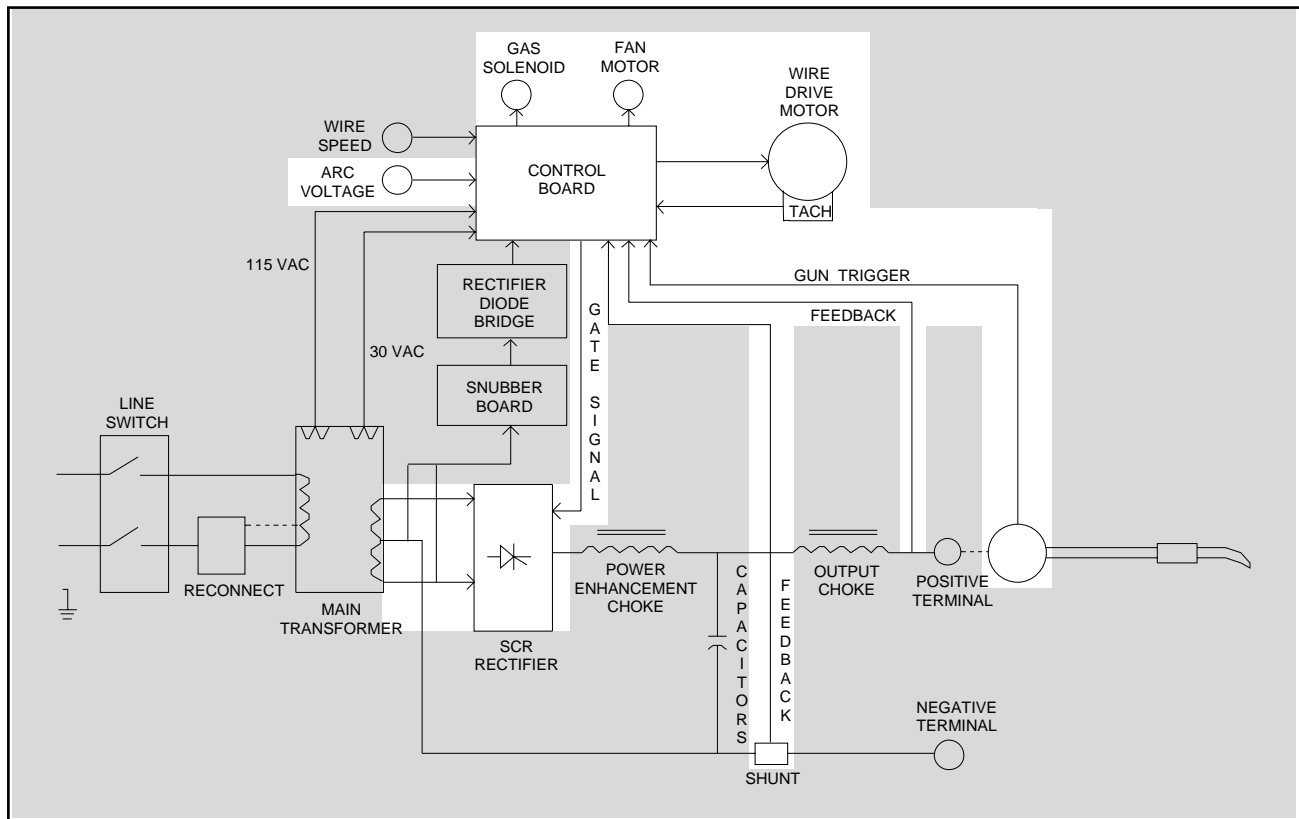 GAS
SOLENOID
FAN
MOTOR
WIRE
DRIVE
MOTOR
WIRE
SPEED
ARC
VOLTAGE
CONTROL
BOARD
TACH
115 VAC
30 VAC
RECTIFIER
DIODE
BRIDGE
GATE SIGNAL
GUN TRIGGER
FEEDBACK
SNUBBER
BOARD
LINE
SWITCH
RECONNECT
MAIN
TRANSFORMER
SCR
RECTIFIER
POWER
ENHANCEMENT
CHOKE
CAPACITORS
FEEDBACK
OUTPUT
CHOKE
POSITIVE
TERMINAL
NEGATIVE
TERMINAL
SHUNT